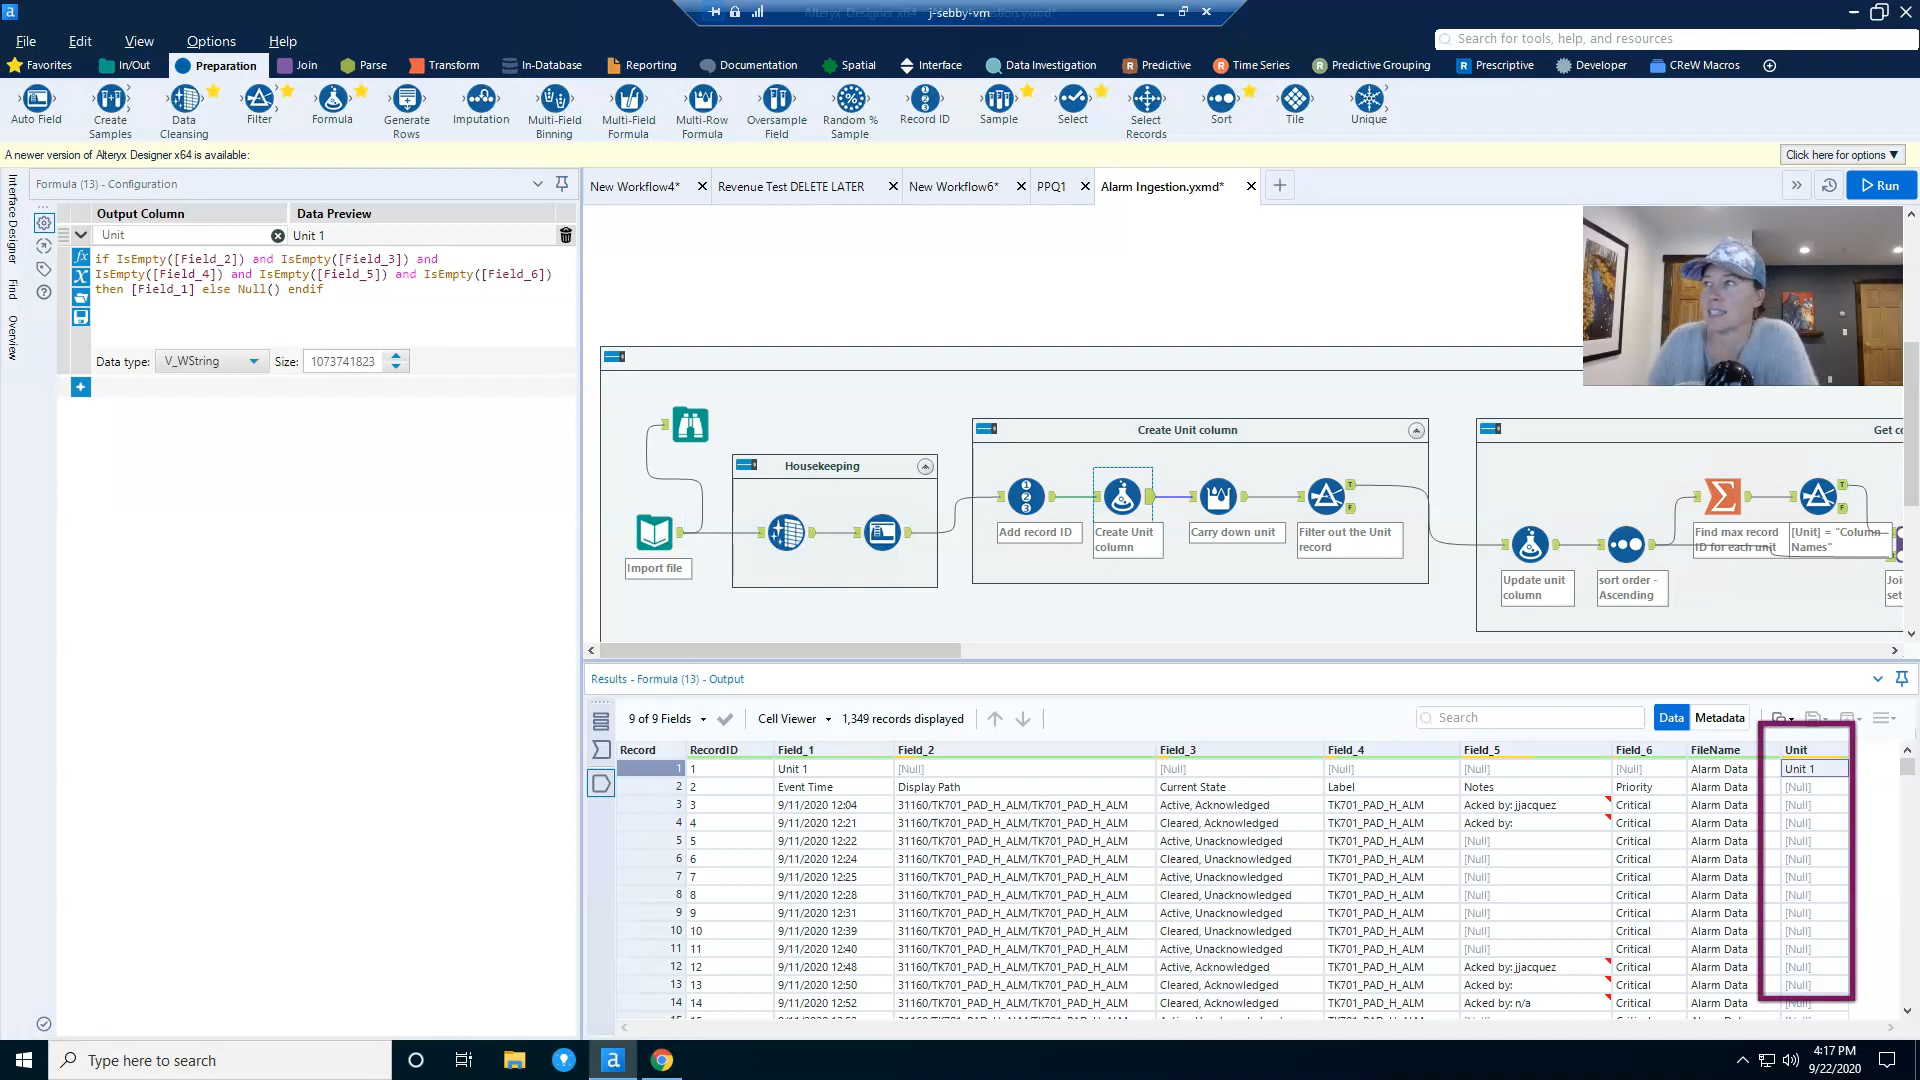 j-sebby-vm
File Edit View Options Help
Search for tools, help, and resources
Favorites In/Out Preparation Join Parse Transform In-Database Reporting Documentation Spatial Interface Data Investigation Predictive Time Series Predictive Grouping Prescriptive Developer CReW Macros
Auto Field
Create Samples
Data Cleansing
Filter
Formula
Generate Rows
Imputation
Multi-Field Binning
Multi-Field Formula
Multi-Row Formula
Oversample Field
Random % Sample
Record ID
Sample
Select
Select Records
Sort
Tile
Unique
A newer version of Alteryx Designer x64 is available:
Click here for options ▼
Interface Designer
Find
Overview
Formula (13) - Configuration
Output Column Data Preview
Unit Unit 1
if IsEmpty([Field_2]) and IsEmpty([Field_3]) and
IsEmpty([Field_4]) and IsEmpty([Field_5]) and IsEmpty([Field_6])
then [Field_1] else Null() endif
Data type: V_WString Size: 1073741823
New Workflow4* Revenue Test DELETE LATER New Workflow6* PPQ1 Alarm Ingestion.yxmd*
Run
Import file
Housekeeping
Create Unit column
Add record ID
Create Unit
column
Carry down unit
Filter out the Unit
record
Get co
Update unit
column
sort order -
Ascending
Find max record
ID for each unit
[Unit] = "Column
Names"
Joi
set
Results - Formula (13) - Output
9 of 9 Fields Cell Viewer 1,349 records displayed Search Data Metadata
Record RecordID Field_1 Field_2 Field_3 Field_4 Field_5 Field_6 FileName Unit
1 1 Unit 1 [Null] [Null] [Null] [Null] [Null] Alarm Data Unit 1
2 2 Event Time Display Path Current State Label Notes Priority Alarm Data [Null]
3 3 9/11/2020 12:04 31160/TK701_PAD_H_ALM/TK701_PAD_H_ALM Active, Acknowledged TK701_PAD_H_ALM Acked by: jjacquez Critical Alarm Data [Null]
4 4 9/11/2020 12:21 31160/TK701_PAD_H_ALM/TK701_PAD_H_ALM Cleared, Acknowledged TK701_PAD_H_ALM Acked by: Critical Alarm Data [Null]
5 5 9/11/2020 12:22 31160/TK701_PAD_H_ALM/TK701_PAD_H_ALM Active, Unacknowledged TK701_PAD_H_ALM [Null] Critical Alarm Data [Null]
6 6 9/11/2020 12:24 31160/TK701_PAD_H_ALM/TK701_PAD_H_ALM Cleared, Unacknowledged TK701_PAD_H_ALM [Null] Critical Alarm Data [Null]
7 7 9/11/2020 12:25 31160/TK701_PAD_H_ALM/TK701_PAD_H_ALM Active, Unacknowledged TK701_PAD_H_ALM [Null] Critical Alarm Data [Null]
8 8 9/11/2020 12:28 31160/TK701_PAD_H_ALM/TK701_PAD_H_ALM Cleared, Unacknowledged TK701_PAD_H_ALM [Null] Critical Alarm Data [Null]
9 9 9/11/2020 12:31 31160/TK701_PAD_H_ALM/TK701_PAD_H_ALM Active, Unacknowledged TK701_PAD_H_ALM [Null] Critical Alarm Data [Null]
10 10 9/11/2020 12:39 31160/TK701_PAD_H_ALM/TK701_PAD_H_ALM Cleared, Unacknowledged TK701_PAD_H_ALM [Null] Critical Alarm Data [Null]
11 11 9/11/2020 12:40 31160/TK701_PAD_H_ALM/TK701_PAD_H_ALM Active, Unacknowledged TK701_PAD_H_ALM [Null] Critical Alarm Data [Null]
12 12 9/11/2020 12:48 31160/TK701_PAD_H_ALM/TK701_PAD_H_ALM Active, Acknowledged TK701_PAD_H_ALM Acked by: jjacquez Critical Alarm Data [Null]
13 13 9/11/2020 12:50 31160/TK701_PAD_H_ALM/TK701_PAD_H_ALM Cleared, Acknowledged TK701_PAD_H_ALM Acked by: Critical Alarm Data [Null]
14 14 9/11/2020 12:52 31160/TK701_PAD_H_ALM/TK701_PAD_H_ALM Cleared, Acknowledged TK701_PAD_H_ALM Acked by: n/a Critical Alarm Data [Null]
Type here to search
4:17 PM
9/22/2020